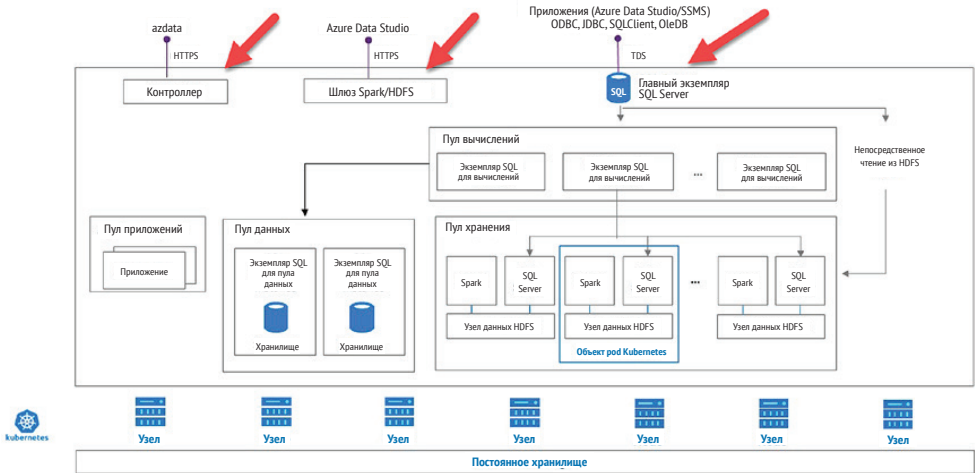 azdata
HTTPS
Azure Data Studio
HTTPS
Приложения (Azure Data Studio/SSMS)
ODBC, JDBC, SQLClient, OleDB
TDS
Контроллер
Шлюз Spark/HDFS
SQL
Главный экземпляр
SQL Server
Пул вычислений
Экземпляр SQL
для вычислений
Экземпляр SQL
для вычислений
...
Экземпляр SQL
для вычислений
Непосредственное
чтение из HDFS
Пул приложений
Приложение
Пул данных
Экземпляр SQL
для пула
данных
Хранилище
Экземпляр SQL
для пула
данных
Хранилище
Пул хранения
Spark
SQL
Server
Узел данных HDFS
Spark
SQL
Server
Узел данных HDFS
Объект pod Kubernetes
...
Spark
SQL
Server
Узел данных HDFS
kubernetes
Узел
Узел
Узел
Узел
Узел
Узел
Узел
Постоянное хранилище